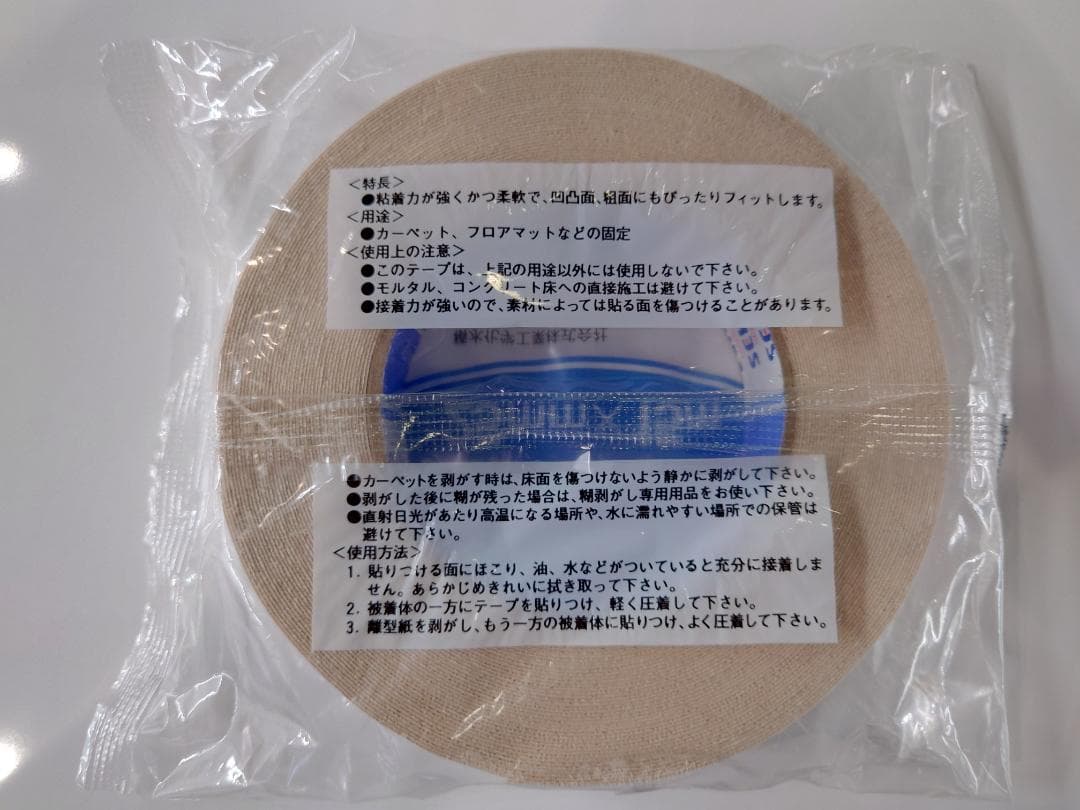 ＜特長＞
●粘着力が強くかつ柔軟で、凹凸面、粗面にもぴったりフィットします。
＜用途＞
●カーペット、フロアマットなどの固定
＜使用上の注意＞
●このテープは、上記の用途以外には使用しないで下さい。
●モルタル、コンクリート床への直接施工は避けて下さい。
●接着力が強いので、素材によっては貼る面を傷つけることがあります。
積水化学工業株式会社
●カーペットを剥がす時は、床面を傷つけないよう静かに剥がして下さい。
●剥がした後に糊が残った場合は、糊剥がし専用用品をお使い下さい。
●直射日光があたり高温になる場所や、水に濡れやすい場所での保管は
避けて下さい。
＜使用方法＞
1. 貼りつける面にほこり、油、水などがついていると充分に接着しま
せん。あらかじめきれいに拭き取って下さい。
2. 被着体の一方にテープを貼りつけ、軽く圧着して下さい。
3. 離型紙を剥がし、もう一方の被着体に貼りつけ、よく圧着して下さい。